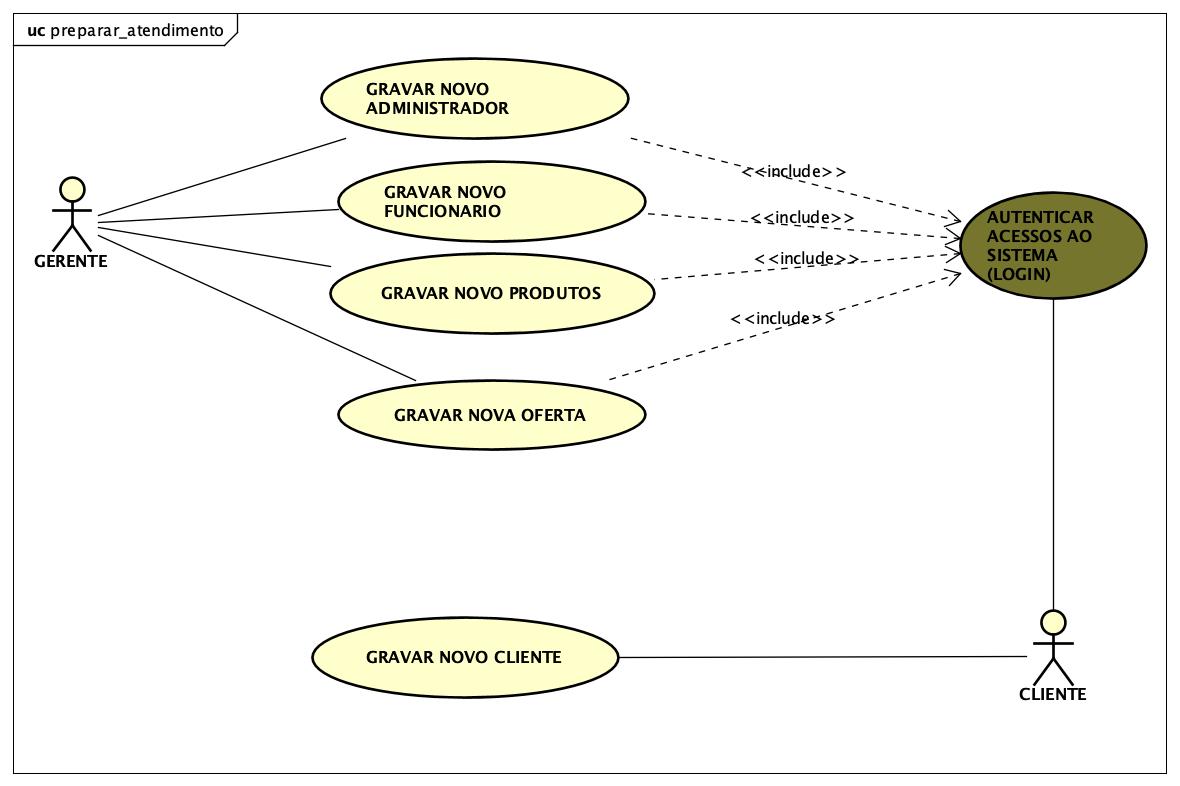 uc preparar_atendimento
GRAVAR NOVO
ADMINISTRADOR
<<include>>
GRAVAR NOVO
FUNCIONARIO
<<include>>
AUTENTICAR
ACESSOS AO
SISTEMA
(LOGIN)
GERENTE
<<include>>
GRAVAR NOVO PRODUTOS
<<include>>
GRAVAR NOVA OFERTA
GRAVAR NOVO CLIENTE
CLIENTE